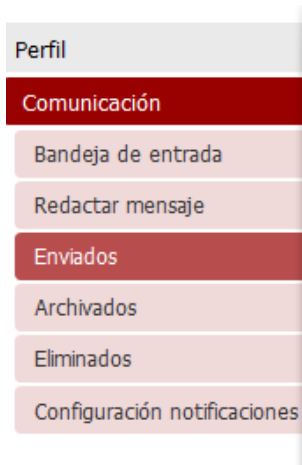 Perfil
Comunicación
Bandeja de entrada
Redactar mensaje
Enviados
Archivados
Eliminados
Configuración notificaciones